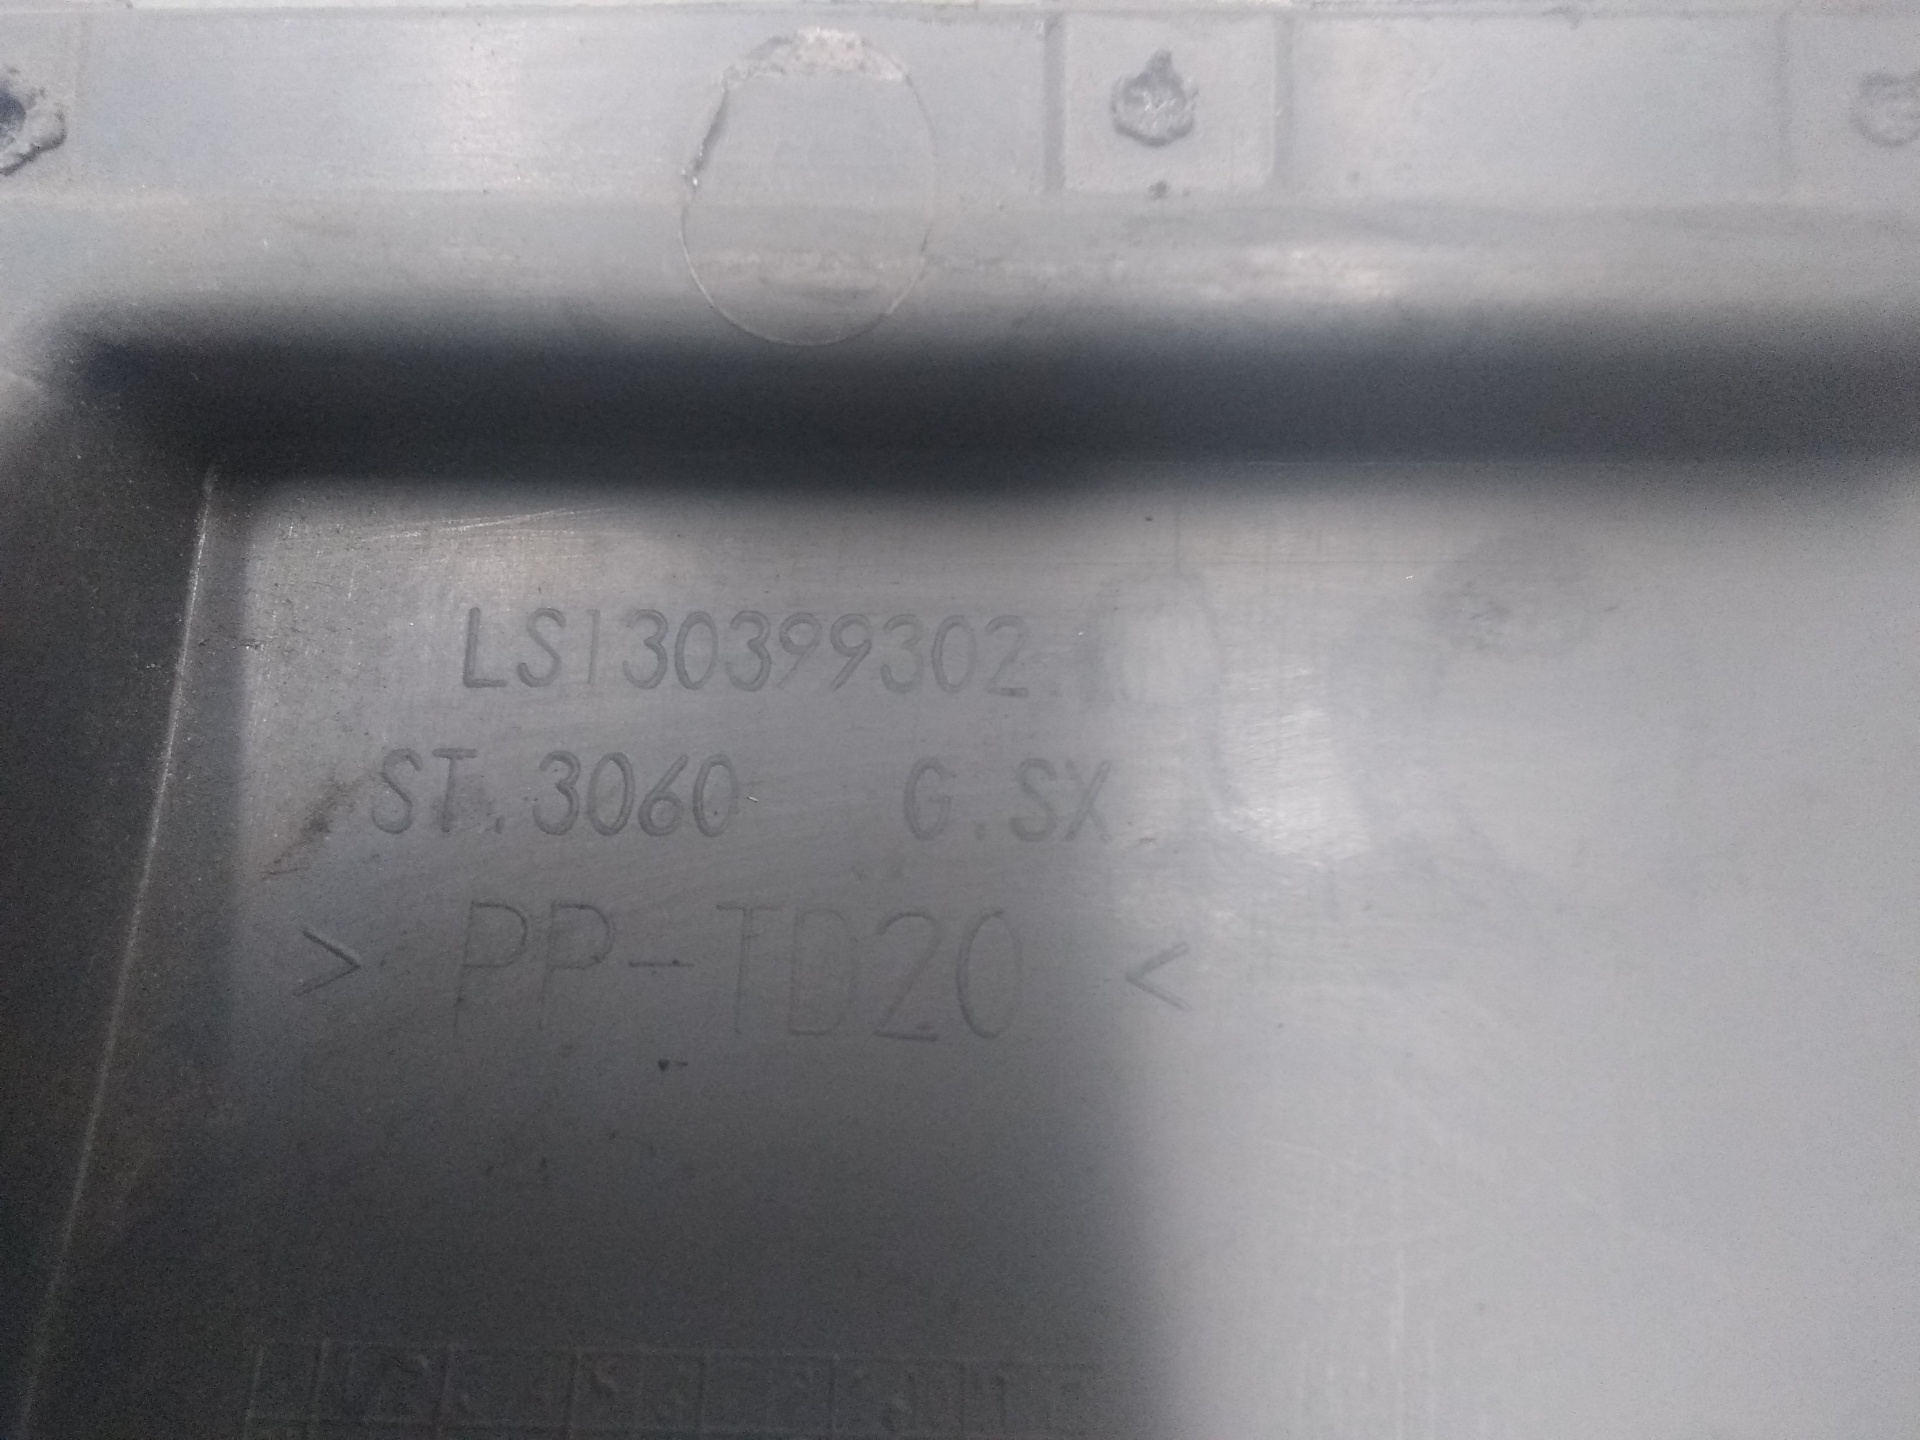 LS130399302.
ST.3060 G.SX
> PP-TD20 <